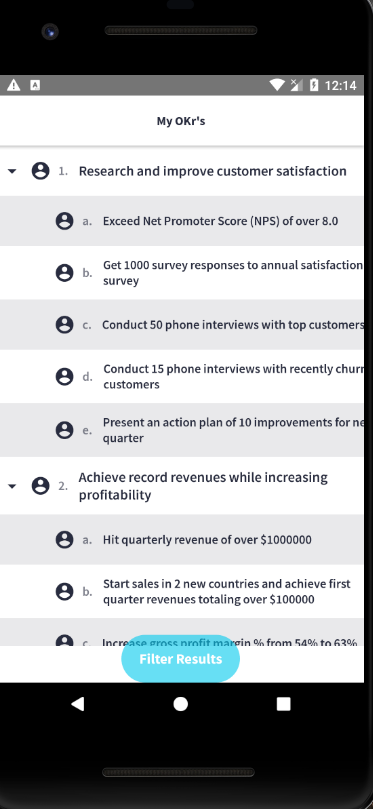 12:14
My OKr's
1. Research and improve customer satisfaction
a. Exceed Net Promoter Score (NPS) of over 8.0
b. Get 1000 survey responses to annual satisfaction
survey
c. Conduct 50 phone interviews with top customers
d. Conduct 15 phone interviews with recently churr
customers
e. Present an action plan of 10 improvements for ne
quarter
2. Achieve record revenues while increasing
profitability
a. Hit quarterly revenue of over $1000000
b. Start sales in 2 new countries and achieve first
quarter revenues totaling over $100000
c. Increase gross profit margin % from 54% to 63%
Filter Results